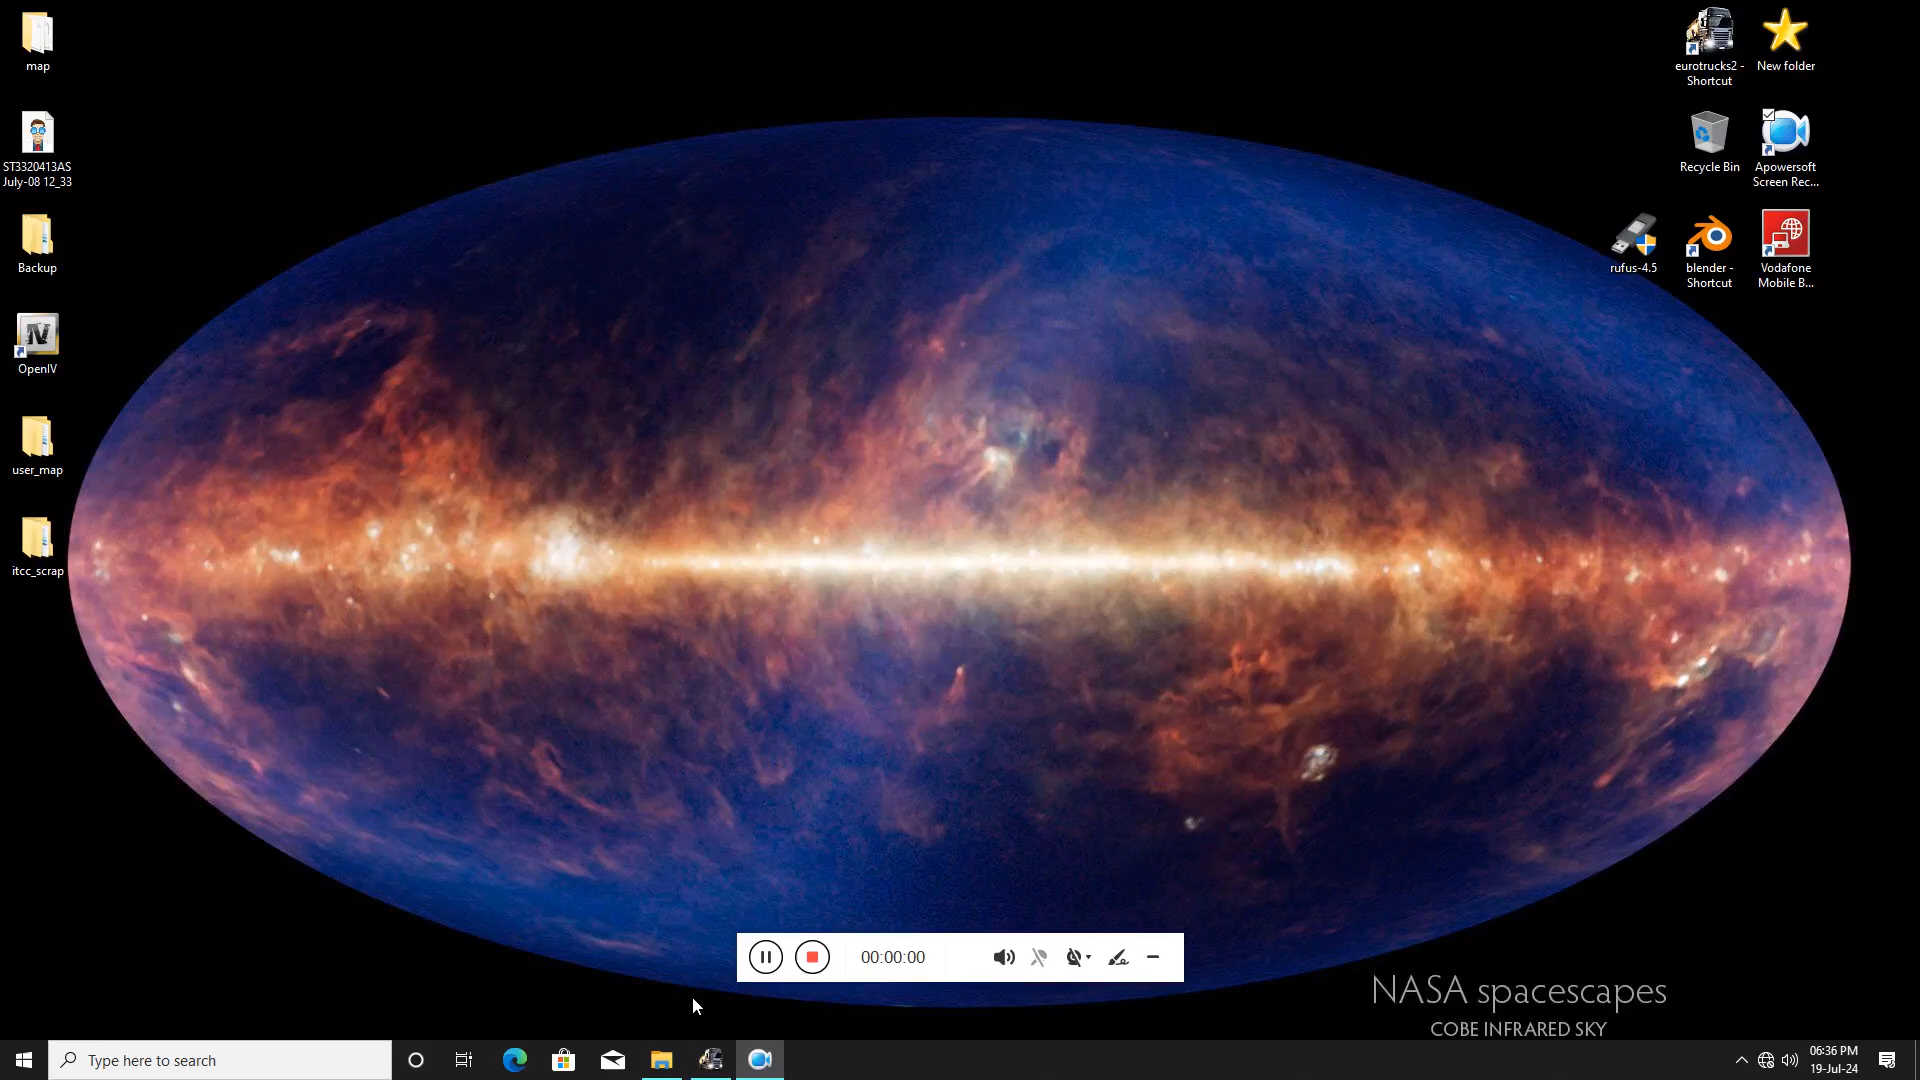 map
ST3320413AS
July-08 12_33
Backup
OpenIV
user_map
itcc_scrap
eurotrucks2 -
Shortcut
New folder
Recycle Bin
Apowersoft
Screen Rec...
rufus-4.5
blender -
Shortcut
Vodafone
Mobile B...
00:00:00
NASA spacescapes
COBE INFRARED SKY
Type here to search
06:36 PM
19-Jul-24